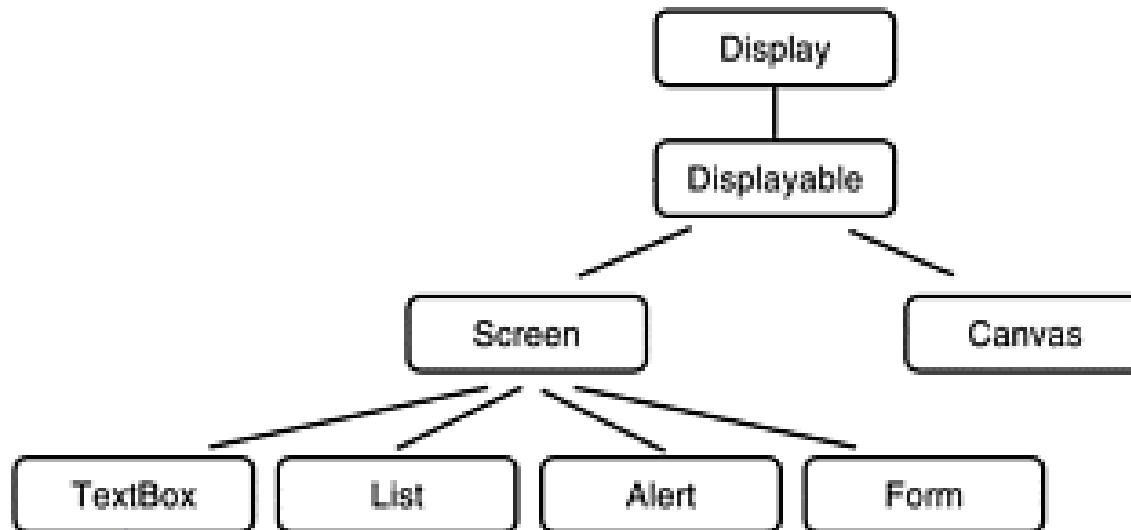 Display
Displayable
Screen
Canvas
TextBox
List
Alert
Form